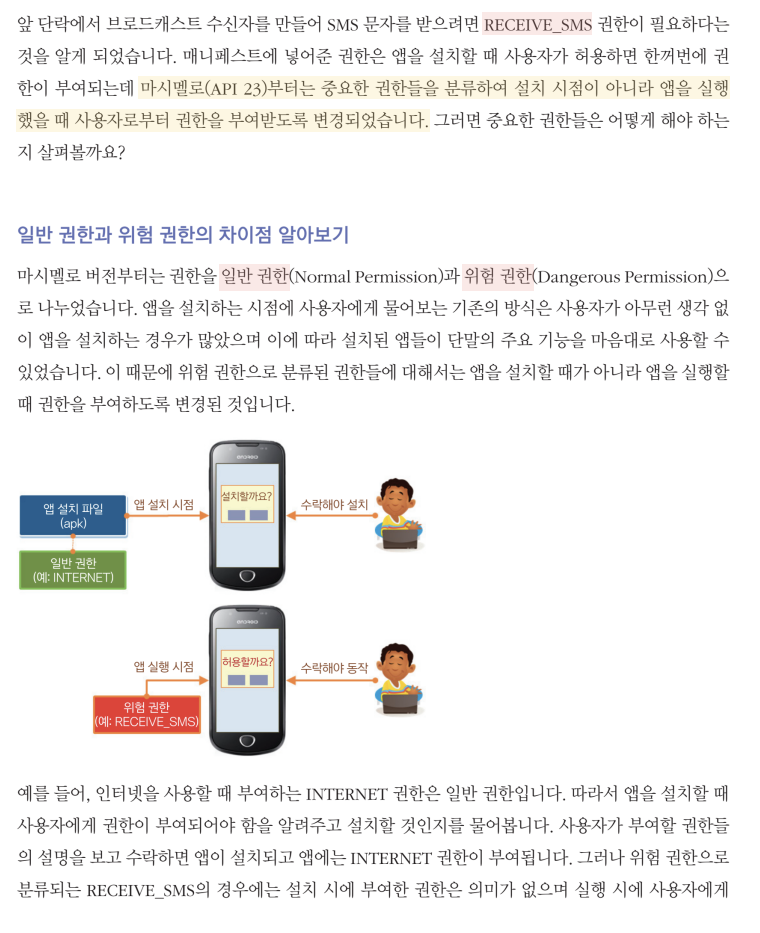 앞 단락에서 브로드캐스트 수신자를 만들어 SMS 문자를 받으려면 RECEIVE_SMS 권한이 필요하다는
것을 알게 되었습니다. 매니페스트에 넣어준 권한은 앱을 설치할 때 사용자가 허용하면 한꺼번에 권
한이 부여되는데 마시멜로(API 23)부터는 중요한 권한들을 분류하여 설치 시점이 아니라 앱을 실행
했을 때 사용자로부터 권한을 부여받도록 변경되었습니다. 그러면 중요한 권한들은 어떻게 해야 하는
지 살펴볼까요?
일반 권한과 위험 권한의 차이점 알아보기
마시멜로 버전부터는 권한을 일반 권한(Normal Permission)과 위험 권한(Dangerous Permission)으
로 나누었습니다. 앱을 설치하는 시점에 사용자에게 물어보는 기존의 방식은 사용자가 아무런 생각 없
이 앱을 설치하는 경우가 많았으며 이에 따라 설치된 앱들이 단말의 주요 기능을 마음대로 사용할 수
있었습니다. 이 때문에 위험 권한으로 분류된 권한들에 대해서는 앱을 설치할 때가 아니라 앱을 실행할
때 권한을 부여하도록 변경된 것입니다.
앱 설치 파일
(apk)
일반 권한
(예: INTERNET)
앱 설치 시점
ANDROID
설치할까요?
수락해야 설치
앱 실행 시점
위험 권한
(예: RECEIVE_SMS)
ANDROID
허용할까요?
수락해야 동작
예를 들어, 인터넷을 사용할 때 부여하는 INTERNET 권한은 일반 권한입니다. 따라서 앱을 설치할 때
사용자에게 권한이 부여되어야 함을 알려주고 설치할 것인지를 물어봅니다. 사용자가 부여할 권한들
의 설명을 보고 수락하면 앱이 설치되고 앱에는 INTERNET 권한이 부여됩니다. 그러나 위험 권한으로
분류되는 RECEIVE_SMS의 경우에는 설치 시에 부여한 권한은 의미가 없으며 실행 시에 사용자에게